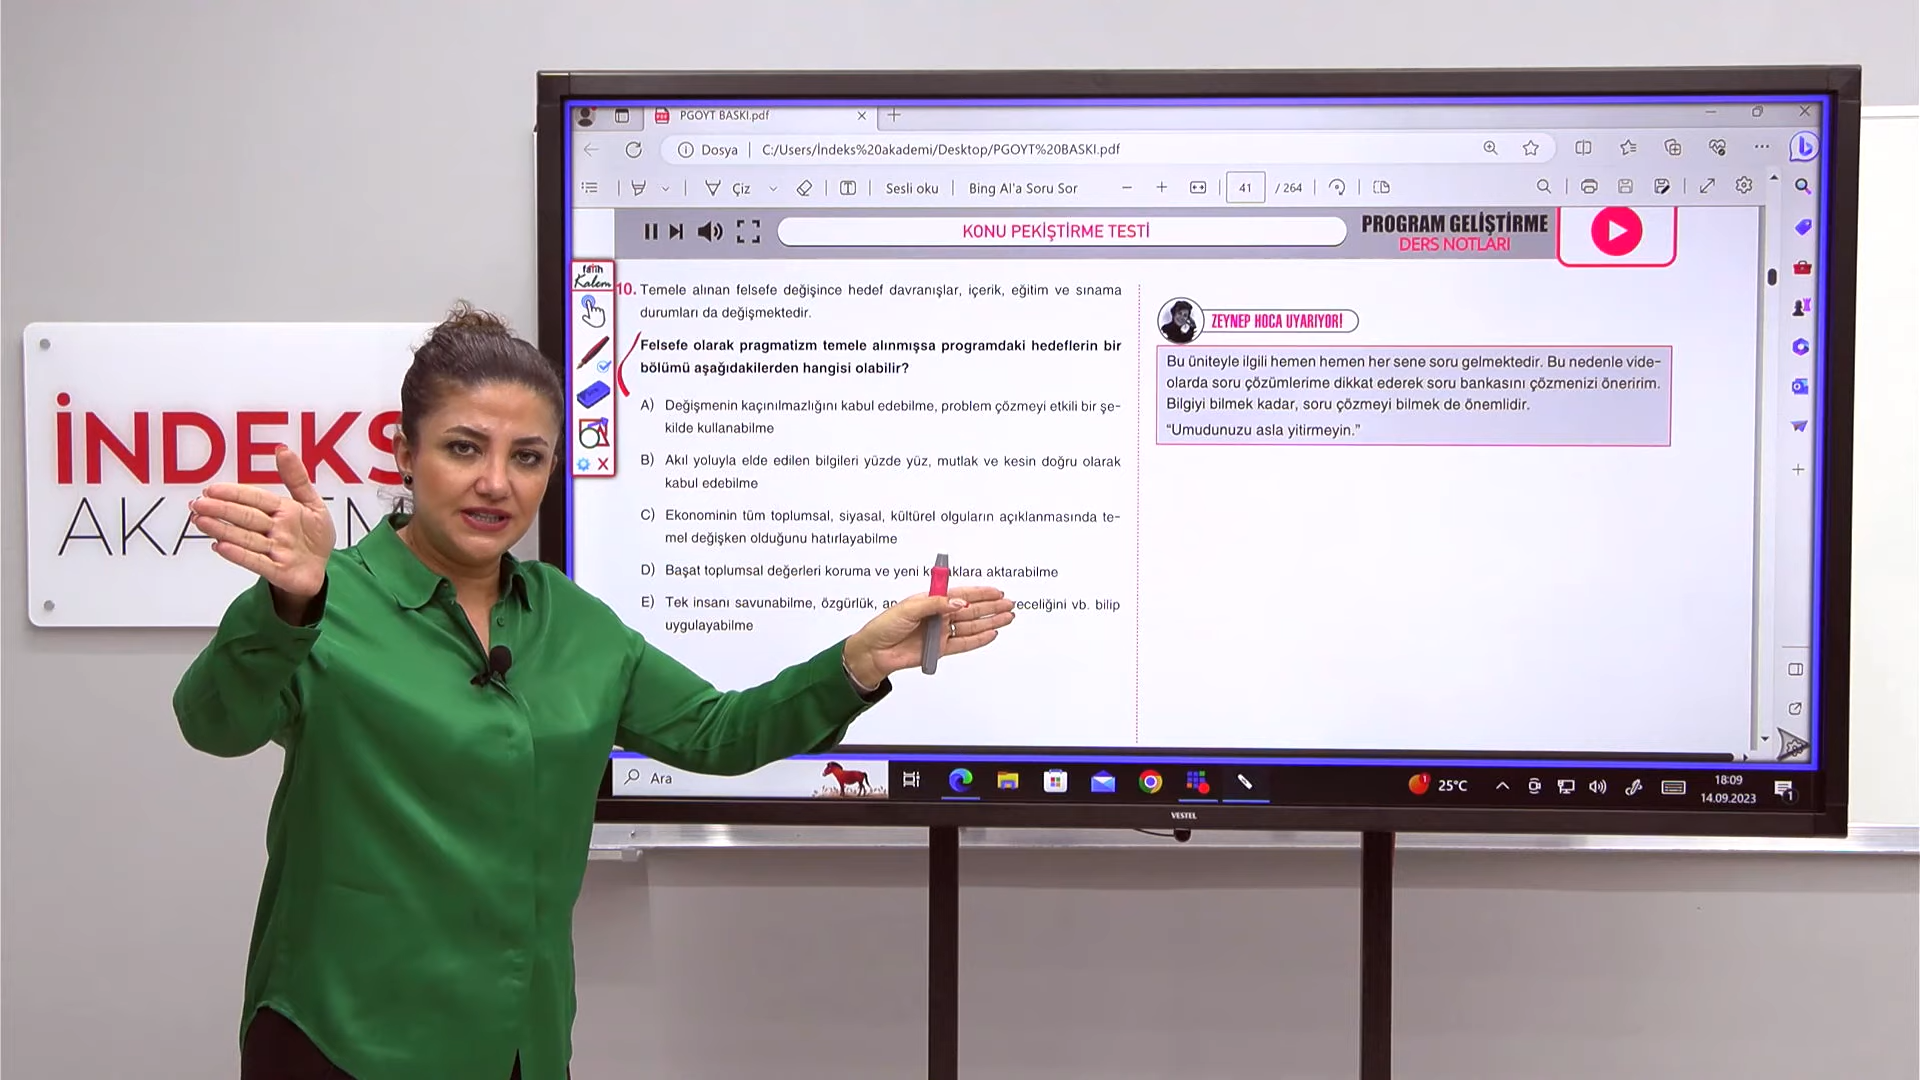 İNDEKS
AKA EM
PGOYT BASKI.pdf
Dosya
C:/Users/İndeks%20akademi/Desktop/PGOYT%20BASKI.pdf
Çiz
Sesli oku
Bing AI'a Soru Sor
41
/ 264
KONU PEKİŞTİRME TESTİ
PROGRAM GELİŞTİRME
DERS NOTLARI
fatih
Kalem
10. Temele alınan felsefe değişince hedef davranışlar, içerik, eğitim ve sınama
durumları da değişmektedir.
Felsefe olarak pragmatizm temele alınmışsa programdaki hedeflerin bir
bölümü aşağıdakilerden hangisi olabilir?
A) Değişmenin kaçınılmazlığını kabul edebilme, problem çözmeyi etkili bir şe-
kilde kullanabilme
B) Akıl yoluyla elde edilen bilgileri yüzde yüz, mutlak ve kesin doğru olarak
kabul edebilme
C) Ekonominin tüm toplumsal, siyasal, kültürel olguların açıklanmasında te-
mel değişken olduğunu hatırlayabilme
D) Başat toplumsal değerleri koruma ve yeni k aklara aktarabilme
E) Tek insanı savunabilme, özgürlük, receliğini vb. bilip
uygulayabilme
ZEYNEP HOCA UYARIYOR!
Bu üniteyle ilgili hemen hemen her sene soru gelmektedir. Bu nedenle vide-
olarda soru çözümlerime dikkat ederek soru bankasını çözmenizi öneririm.
Bilgiyi bilmek kadar, soru çözmeyi bilmek de önemlidir.
"Umudunuzu asla yitirmeyin."
Ara
25°C
18:09
14.09.2023
1
VESTEL